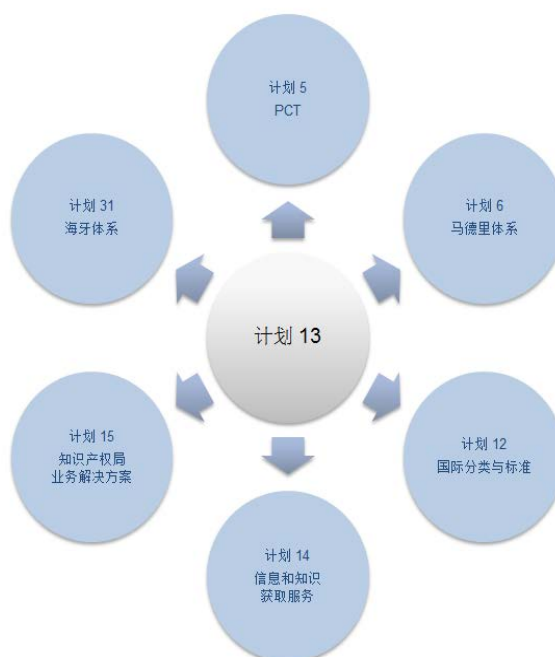 计划 5
PCT
计划 31
海牙体系
计划 6
马德里体系
计划 13
计划 15
知识产权局
业务解决方案
计划 12
国际分类与标准
计划 14
信息和知识
获取服务